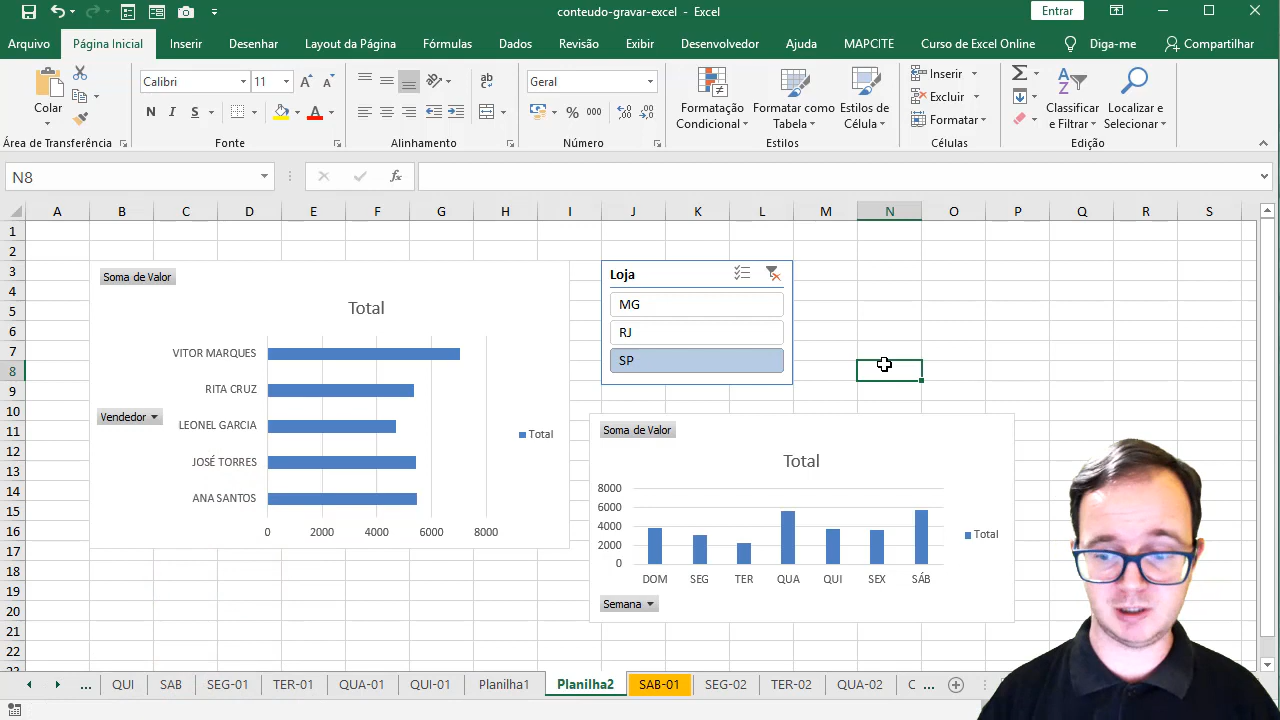 conteudo-gravar-excel - Excel
Entrar
Arquivo Página Inicial Inserir Desenhar Layout da Página Fórmulas Dados Revisão Exibir Desenvolvedor Ajuda MAPCITE Curso de Excel Online Diga-me Compartilhar
Colar
Área de Transferência
Calibri 11
N I S A
Fonte
ab
Alinhamento
Geral
% 000
Formatação Condicional
Formatar como Tabela
Estilos de Célula
Estilos
Inserir
Excluir
Formatar
Células
Classificar e Filtrar
Localizar e Selecionar
Edição
N8
fx
A B C D E F G H I J K L M N O P Q R S
1
2
3
4
5
6
7
8
9
10
11
12
13
14
15
16
17
18
19
20
21
22
Soma de Valor
Total
VITOR MARQUES
RITA CRUZ
Vendedor
LEONEL GARCIA
JOSÉ TORRES
ANA SANTOS
0 2000 4000 6000 8000
Total
Loja
MG
RJ
SP
Soma de Valor
Total
8000
6000
4000
2000
0
DOM SEG TER QUA QUI SEX SÁB
Total
Semana
... QUI SAB SEG-01 TER-01 QUA-01 QUI-01 Planilha1 Planilha2 SAB-01 SEG-02 TER-02 QUA-02 ...